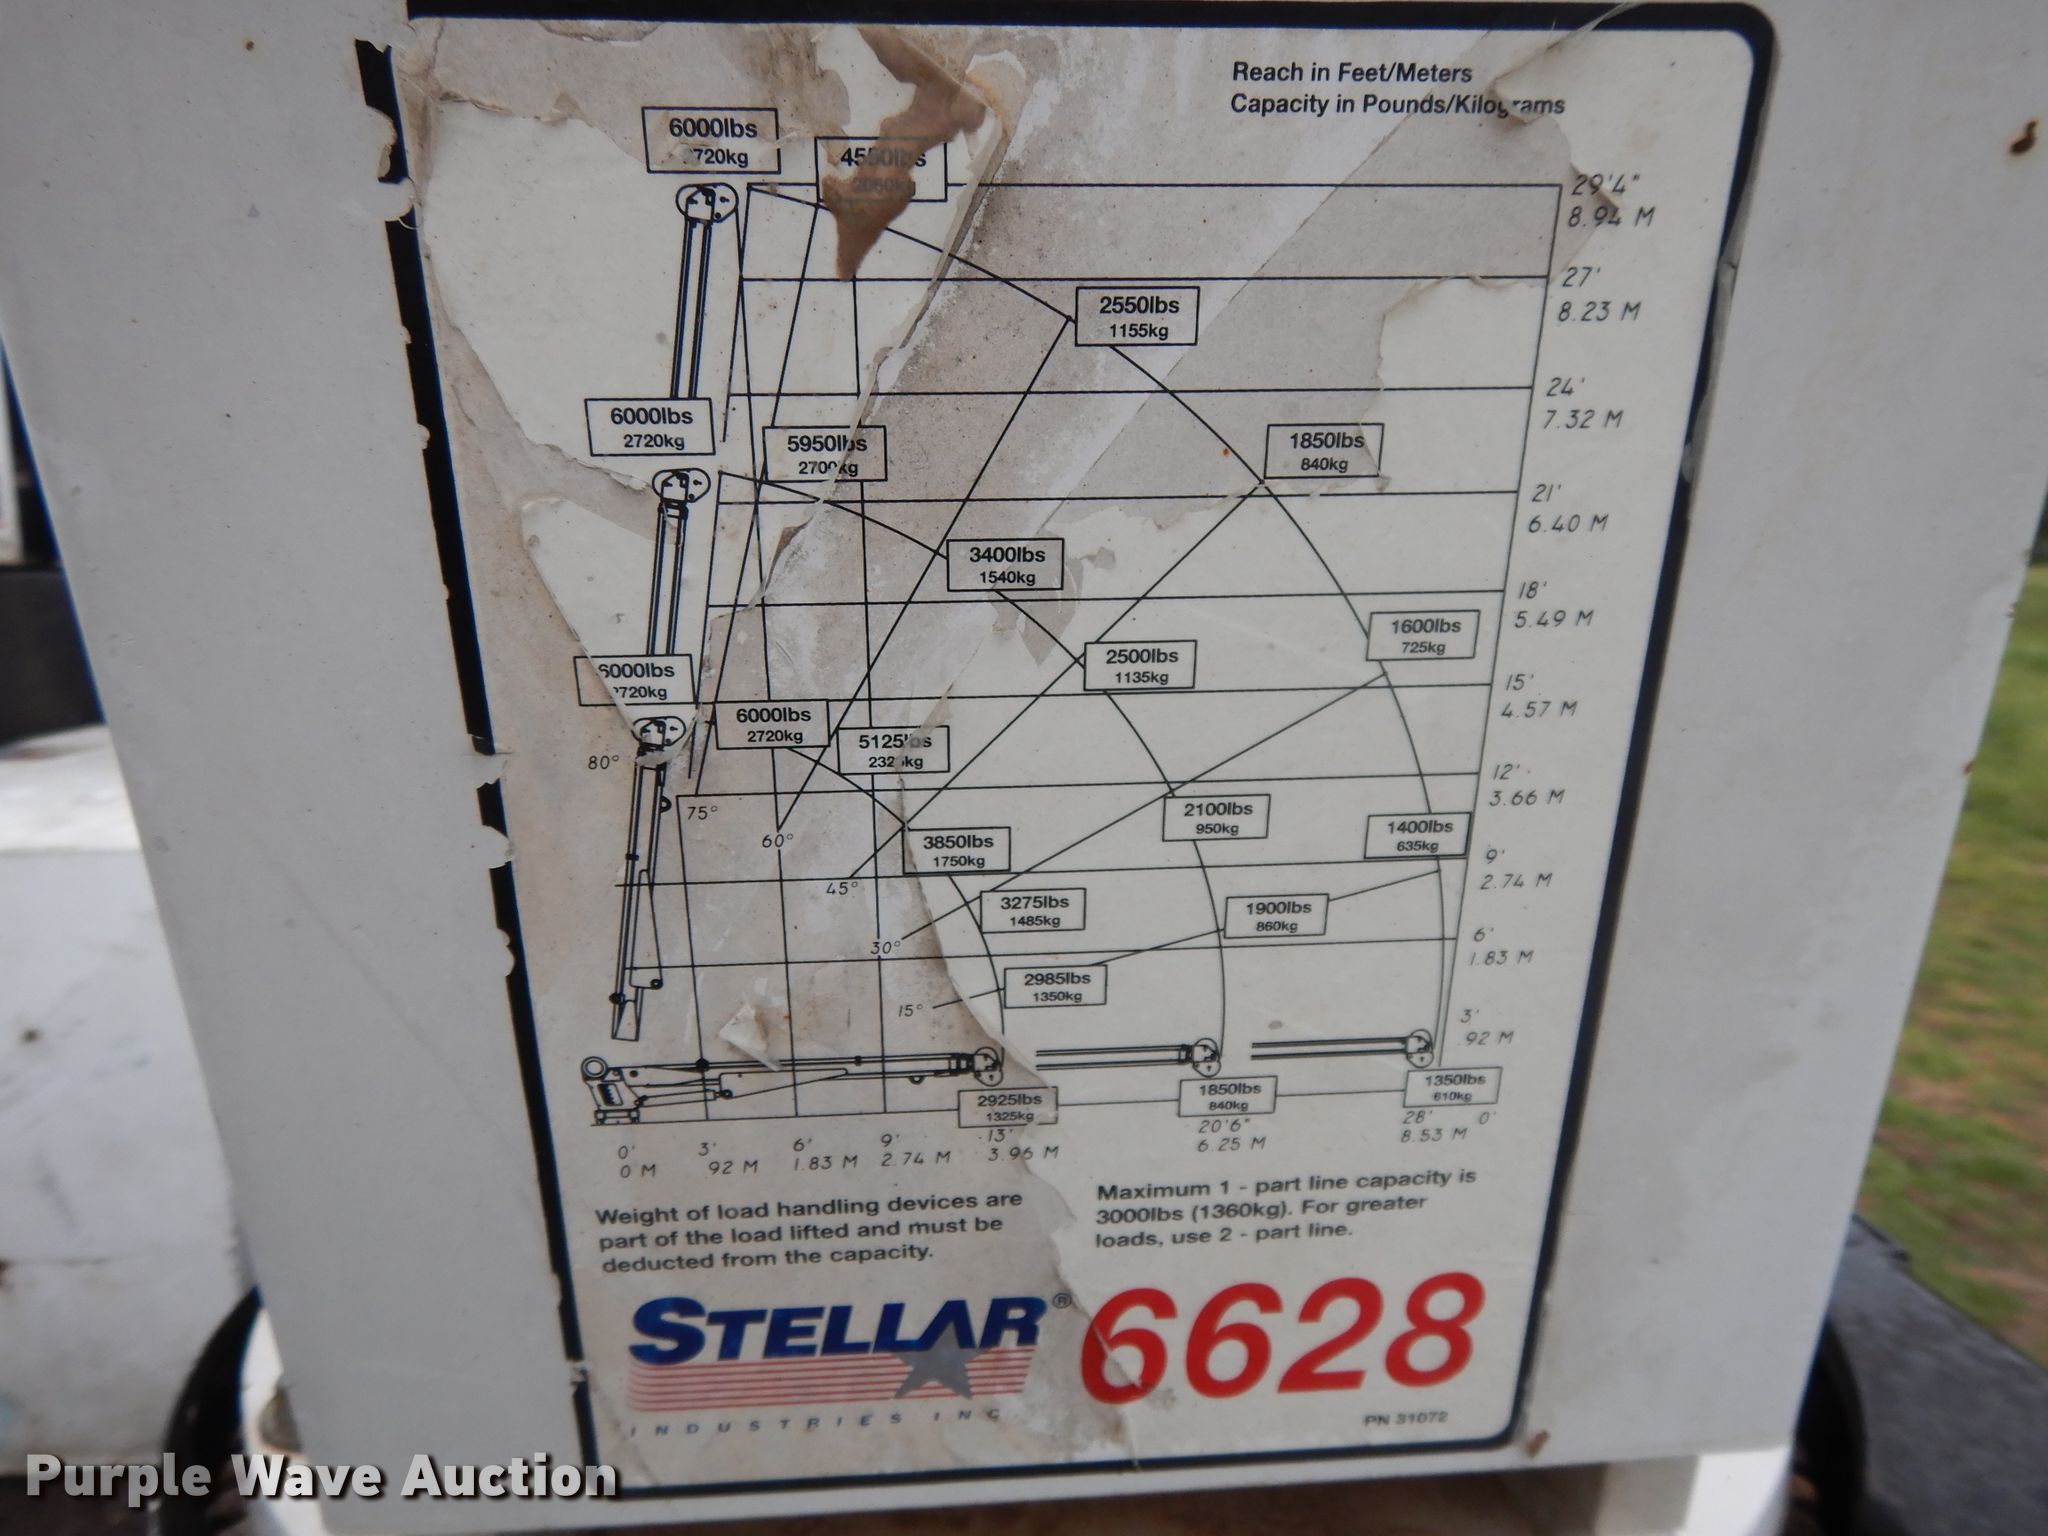 Reach in Feet/Meters
Capacity in Pounds/Kilograms
6000lbs
720kg
29'4"
8.94 M
27'
8.23 M
2550lbs
1155kg
24'
7.32 M
6000lbs
2720kg
5950lbs
1850lbs
840kg
21'
6.40 M
3400lbs
1540kg
18'
5.49 M
1600lbs
725kg
2500lbs
1135kg
6000lbs
720kg
15'
4.57 M
6000lbs
2720kg
5125lbs
80°
12'
3.66 M
75°
2100lbs
950kg
1400lbs
635kg
60°
3850lbs
1750kg
9'
2.74 M
45°
3275lbs
1485kg
1900lbs
860kg
30°
6'
1.83 M
2985lbs
1350kg
15°
3'
.92 M
2925lbs
1325kg
1850lbs
840kg
1350lbs
610kg
0' 3' 6' 9' 13' 20'6" 28' 0'
0 M .92 M 1.83 M 2.74 M 3.96 M 6.25 M 8.53 M
Weight of load handling devices are
part of the load lifted and must be
deducted from the capacity.
Maximum 1 - part line capacity is
3000lbs (1360kg). For greater
loads, use 2 - part line.
STELLAR®
INDUSTRIES INC
6628
PN 31072
Purple Wave Auction